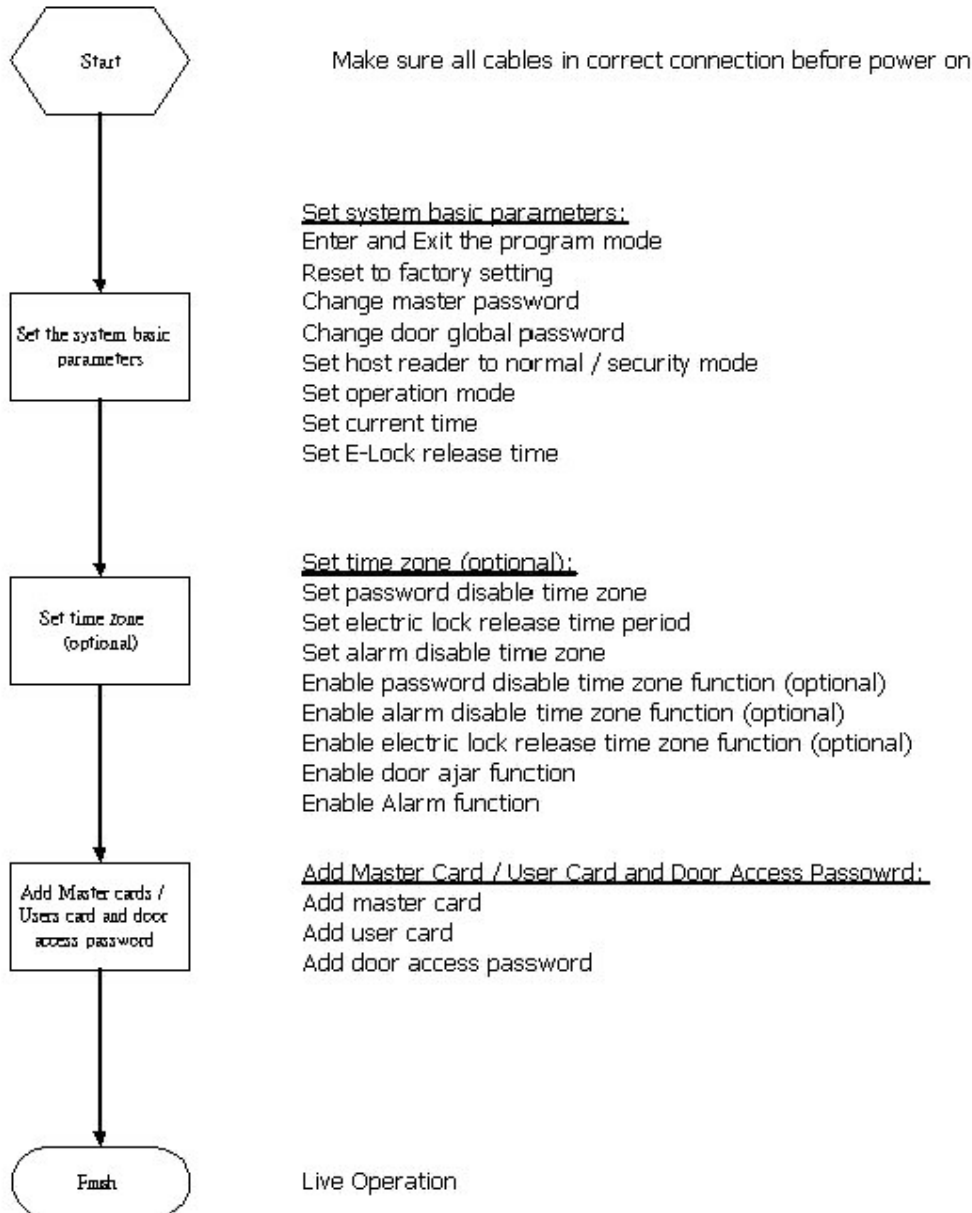 Start
Make sure all cables in correct connection before power on
Set the system basic
parameters
Set system basic parameters:
Enter and Exit the program mode
Reset to factory setting
Change master password
Change door global password
Set host reader to normal / security mode
Set operation mode
Set current time
Set E-Lock release time
Set time zone
(optional)
Set time zone (optional):
Set password disable time zone
Set electric lock release time period
Set alarm disable time zone
Enable password disable time zone function (optional)
Enable alarm disable time zone function (optional)
Enable electric lock release time zone function (optional)
Enable door ajar function
Enable Alarm function
Add Master cards /
Users card and door
access password
Add Master Card / User Card and Door Access Passowrd:
Add master card
Add user card
Add door access password
Finish
Live Operation